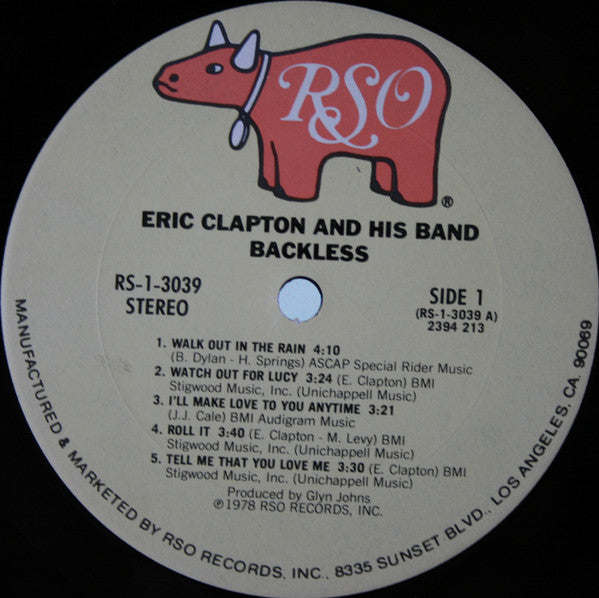 RSO
®
ERIC CLAPTON AND HIS BAND
BACKLESS
RS-1-3039
STEREO
SIDE 1
(RS-1-3039 A)
2394 213
1. WALK OUT IN THE RAIN 4:10
(B. Dylan - H. Springs) ASCAP Special Rider Music
2. WATCH OUT FOR LUCY 3:24 (E. Clapton) BMI
Stigwood Music, Inc. (Unichappell Music)
3. I'LL MAKE LOVE TO YOU ANYTIME 3:21
(J.J. Cale) BMI Audigram Music
4. ROLL IT 3:40 (E. Clapton - M. Levy) BMI
Stigwood Music, Inc. (Unichappell Music)
5. TELL ME THAT YOU LOVE ME 3:30 (E. Clapton) BMI
Stigwood Music, Inc. (Unichappell Music)
Produced by Glyn Johns
℗1978 RSO RECORDS, INC.
MANUFACTURED & MARKETED BY RSO RECORDS, INC., 8335 SUNSET BLVD., LOS ANGELES, CA. 90069